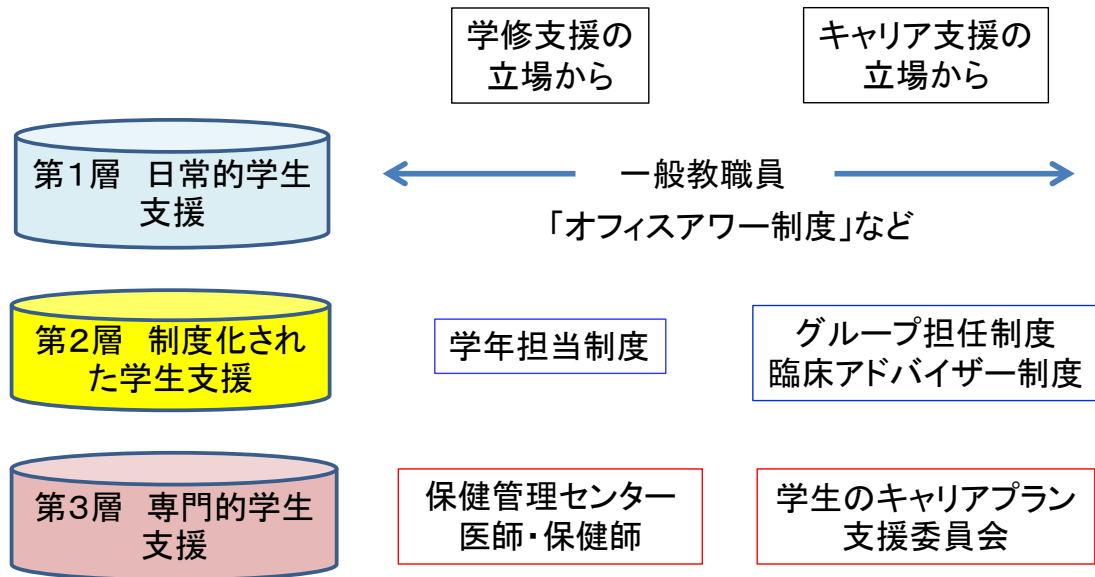 学修支援の
立場から
キャリア支援の
立場から
第1層 日常的学生
支援
一般教職員
「オフィスアワー制度」など
第2層 制度化され
た学生支援
学年担当制度
グループ担任制度
臨床アドバイザー制度
第3層 専門的学生
支援
保健管理センター
医師・保健師
学生のキャリアプラン
支援委員会